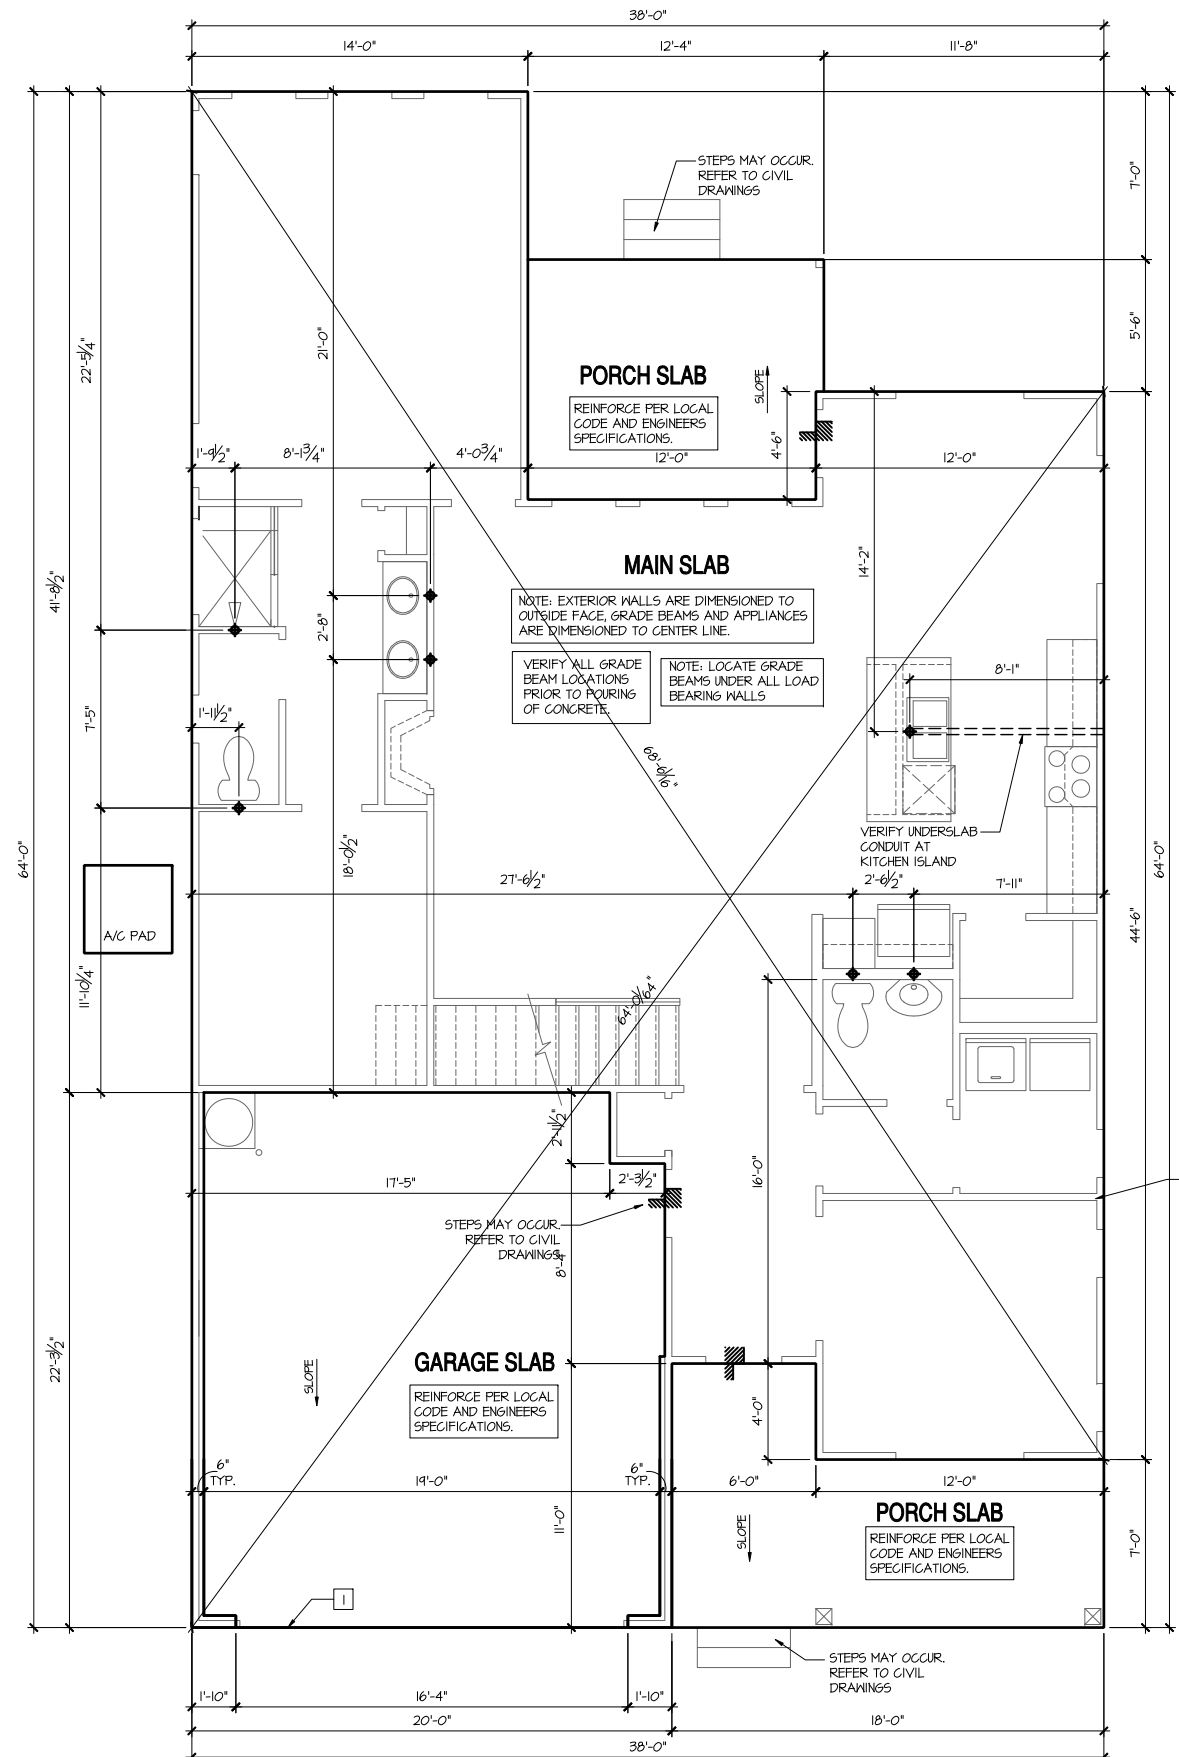 38'-0"
14'-0"
12'-4"
11'-8"
STEPS MAY OCCUR.
REFER TO CIVIL
DRAWINGS
7'-0"
5'-6"
22'-5 1/4"
21'-0"
PORCH SLAB
SLOPE
REINFORCE PER LOCAL
CODE AND ENGINEERS
SPECIFICATIONS.
4'-6"
1'-9 1/2"
8'-1 3/4"
4'-0 3/4"
12'-0"
12'-0"
MAIN SLAB
14'-2"
41'-8 1/2"
2'-8"
NOTE: EXTERIOR WALLS ARE DIMENSIONED TO
OUTSIDE FACE, GRADE BEAMS AND APPLIANCES
ARE DIMENSIONED TO CENTER LINE.
VERIFY ALL GRADE
BEAM LOCATIONS
PRIOR TO POURING
OF CONCRETE.
NOTE: LOCATE GRADE
BEAMS UNDER ALL LOAD
BEARING WALLS
8'-1"
7'-5"
1'-11 1/2"
68'-6 1/16"
VERIFY UNDERSLAB
CONDUIT AT
KITCHEN ISLAND
64'-0"
18'-0 1/2"
64'-0"
27'-6 1/2"
2'-6 1/2"
7'-11"
44'-6"
A/C PAD
11'-10 1/4"
64'-0 1/64"
2'-11 1/2"
16'-0"
17'-5"
2'-3 1/2"
STEPS MAY OCCUR.
REFER TO CIVIL
DRAWINGS
8'-4"
22'-3 1/2"
GARAGE SLAB
SLOPE
REINFORCE PER LOCAL
CODE AND ENGINEERS
SPECIFICATIONS.
4'-0"
6"
TYP.
19'-0"
6"
TYP.
6'-0"
12'-0"
11'-0"
PORCH SLAB
SLOPE
REINFORCE PER LOCAL
CODE AND ENGINEERS
SPECIFICATIONS.
7'-0"
1
STEPS MAY OCCUR.
REFER TO CIVIL
DRAWINGS
1'-10"
16'-4"
1'-10"
20'-0"
18'-0"
38'-0"